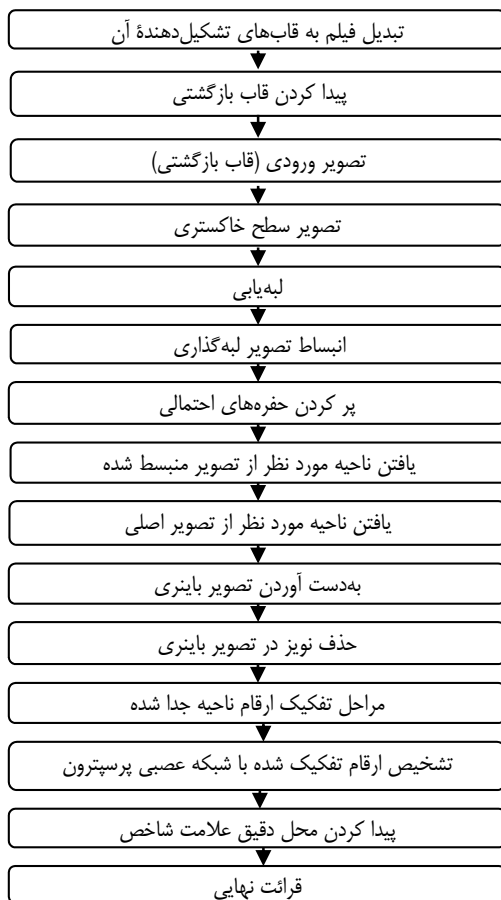 تبدیل فیلم به قاب‌های تشکیل‌دهندهٔ آن
پیدا کردن قاب بازگشتی
تصویر ورودی (قاب بازگشتی)
تصویر سطح خاکستری
لبه‌یابی
انبساط تصویر لبه‌گذاری
پر کردن حفره‌های احتمالی
یافتن ناحیه مورد نظر از تصویر منبسط شده
یافتن ناحیه مورد نظر از تصویر اصلی
به‌دست آوردن تصویر باینری
حذف نویز در تصویر باینری
مراحل تفکیک ارقام ناحیه جدا شده
تشخیص ارقام تفکیک شده با شبکه عصبی پرسپترون
پیدا کردن محل دقیق علامت شاخص
قرائت نهایی